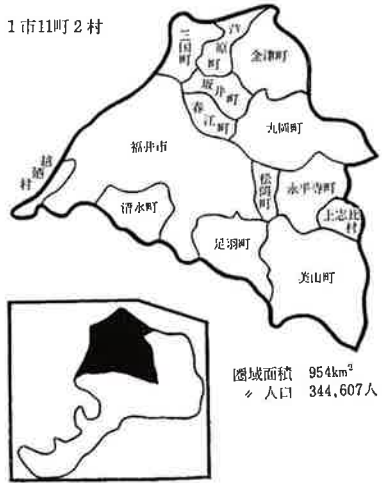 1市11町2村
三国町
芦原町
金津町
坂井町
春江町
丸岡町
福井市
越廼村
松岡町
永平寺町
上志比村
清水町
足羽町
美山町
圏域面積 954km²
〃 人口 344,607人